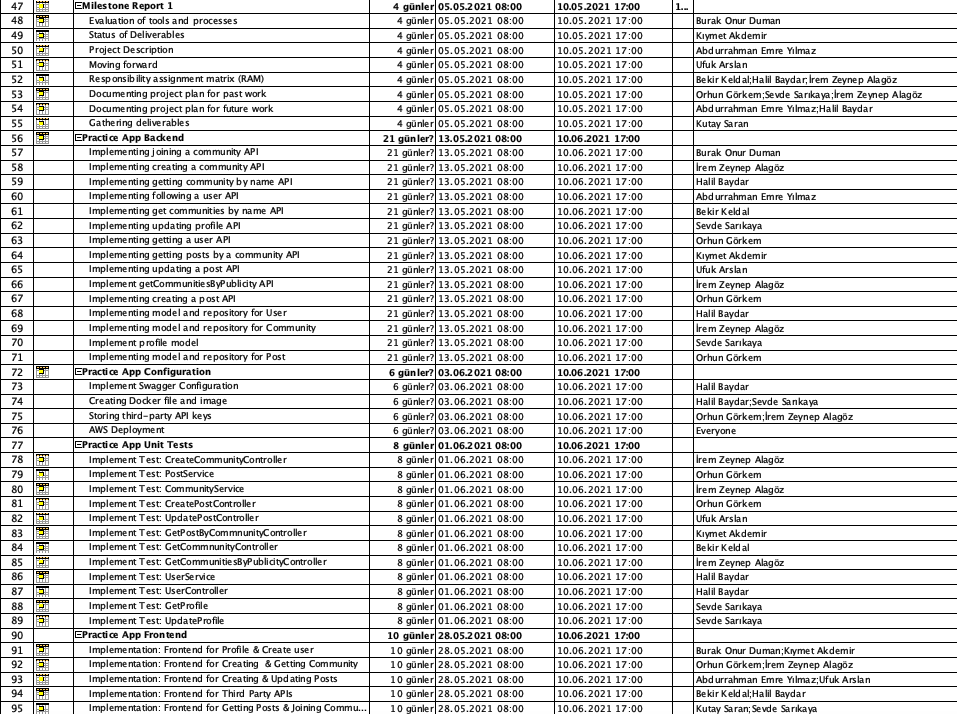 47 Milestone Report 1 4 günler 05.05.2021 08:00 10.05.2021 17:00 1...
48 Evaluation of tools and processes 4 günler 05.05.2021 08:00 10.05.2021 17:00 Burak Onur Duman
49 Status of Deliverables 4 günler 05.05.2021 08:00 10.05.2021 17:00 Kıymet Akdemir
50 Project Description 4 günler 05.05.2021 08:00 10.05.2021 17:00 Abdurrahman Emre Yılmaz
51 Moving forward 4 günler 05.05.2021 08:00 10.05.2021 17:00 Ufuk Arslan
52 Responsibility assignment matrix (RAM) 4 günler 05.05.2021 08:00 10.05.2021 17:00 Bekir Keldal;Halil Baydar;İrem Zeynep Alagöz
53 Documenting project plan for past work 4 günler 05.05.2021 08:00 10.05.2021 17:00 Orhun Görkem;Sevde Sarıkaya;İrem Zeynep Alagöz
54 Documenting project plan for future work 4 günler 05.05.2021 08:00 10.05.2021 17:00 Abdurrahman Emre Yılmaz;Halil Baydar
55 Gathering deliverables 4 günler 05.05.2021 08:00 10.05.2021 17:00 Kutay Saran
56 Practice App Backend 21 günler? 13.05.2021 08:00 10.06.2021 17:00
57 Implementing joining a community API 21 günler? 13.05.2021 08:00 10.06.2021 17:00 Burak Onur Duman
58 Implementing creating a community API 21 günler? 13.05.2021 08:00 10.06.2021 17:00 İrem Zeynep Alagöz
59 Implementing getting community by name API 21 günler? 13.05.2021 08:00 10.06.2021 17:00 Halil Baydar
60 Implementing following a user API 21 günler? 13.05.2021 08:00 10.06.2021 17:00 Abdurrahman Emre Yılmaz
61 Implementing get communities by name API 21 günler? 13.05.2021 08:00 10.06.2021 17:00 Bekir Keldal
62 Implementing updating profile API 21 günler? 13.05.2021 08:00 10.06.2021 17:00 Sevde Sarıkaya
63 Implementing getting a user API 21 günler? 13.05.2021 08:00 10.06.2021 17:00 Orhun Görkem
64 Implementing getting posts by a community API 21 günler? 13.05.2021 08:00 10.06.2021 17:00 Kıymet Akdemir
65 Implementing updating a post API 21 günler? 13.05.2021 08:00 10.06.2021 17:00 Ufuk Arslan
66 Implement getCommunitiesByPublicity API 21 günler? 13.05.2021 08:00 10.06.2021 17:00 İrem Zeynep Alagöz
67 Implementing creating a post API 21 günler? 13.05.2021 08:00 10.06.2021 17:00 Orhun Görkem
68 Implementing model and repository for User 21 günler? 13.05.2021 08:00 10.06.2021 17:00 Halil Baydar
69 Implementing model and repository for Community 21 günler? 13.05.2021 08:00 10.06.2021 17:00 İrem Zeynep Alagöz
70 Implement profile model 21 günler? 13.05.2021 08:00 10.06.2021 17:00 Sevde Sarıkaya
71 Implementing model and repository for Post 21 günler? 13.05.2021 08:00 10.06.2021 17:00 Orhun Görkem
72 Practice App Configuration 6 günler? 03.06.2021 08:00 10.06.2021 17:00
73 Implement Swagger Configuration 6 günler? 03.06.2021 08:00 10.06.2021 17:00 Halil Baydar
74 Creating Docker file and image 6 günler? 03.06.2021 08:00 10.06.2021 17:00 Halil Baydar;Sevde Sarıkaya
75 Storing third-party API keys 6 günler? 03.06.2021 08:00 10.06.2021 17:00 Orhun Görkem;İrem Zeynep Alagöz
76 AWS Deployment 6 günler? 03.06.2021 08:00 10.06.2021 17:00 Everyone
77 Practice App Unit Tests 8 günler 01.06.2021 08:00 10.06.2021 17:00
78 Implement Test: CreateCommunityController 8 günler 01.06.2021 08:00 10.06.2021 17:00 İrem Zeynep Alagöz
79 Implement Test: PostService 8 günler 01.06.2021 08:00 10.06.2021 17:00 Orhun Görkem
80 Implement Test: CommunityService 8 günler 01.06.2021 08:00 10.06.2021 17:00 İrem Zeynep Alagöz
81 Implement Test: CreatePostController 8 günler 01.06.2021 08:00 10.06.2021 17:00 Orhun Görkem
82 Implement Test: UpdatePostController 8 günler 01.06.2021 08:00 10.06.2021 17:00 Ufuk Arslan
83 Implement Test: GetPostByCommnunityController 8 günler 01.06.2021 08:00 10.06.2021 17:00 Kıymet Akdemir
84 Implement Test: GetCommnunityController 8 günler 01.06.2021 08:00 10.06.2021 17:00 Bekir Keldal
85 Implement Test: GetCommunitiesByPublicityController 8 günler 01.06.2021 08:00 10.06.2021 17:00 İrem Zeynep Alagöz
86 Implement Test: UserService 8 günler 01.06.2021 08:00 10.06.2021 17:00 Halil Baydar
87 Implement Test: UserController 8 günler 01.06.2021 08:00 10.06.2021 17:00 Halil Baydar
88 Implement Test: GetProfile 8 günler 01.06.2021 08:00 10.06.2021 17:00 Sevde Sarıkaya
89 Implement Test: UpdateProfile 8 günler 01.06.2021 08:00 10.06.2021 17:00 Sevde Sarıkaya
90 Practice App Frontend 10 günler 28.05.2021 08:00 10.06.2021 17:00
91 Implementation: Frontend for Profile & Create user 10 günler 28.05.2021 08:00 10.06.2021 17:00 Burak Onur Duman;Kıymet Akdemir
92 Implementation: Frontend for Creating & Getting Community 10 günler 28.05.2021 08:00 10.06.2021 17:00 Orhun Görkem;İrem Zeynep Alagöz
93 Implementation: Frontend for Creating & Updating Posts 10 günler 28.05.2021 08:00 10.06.2021 17:00 Abdurrahman Emre Yılmaz;Ufuk Arslan
94 Implementation: Frontend for Third Party APIs 10 günler 28.05.2021 08:00 10.06.2021 17:00 Bekir Keldal;Halil Baydar
95 Implementation: Frontend for Getting Posts & Joining Commu... 10 günler 28.05.2021 08:00 10.06.2021 17:00 Kutay Saran;Sevde Sarıkaya